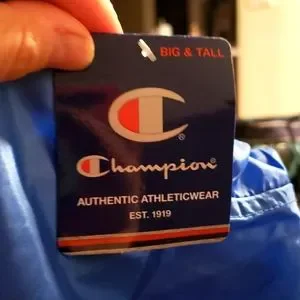 BIG & TALL
®
Champion®
AUTHENTIC ATHLETICWEAR
EST. 1919